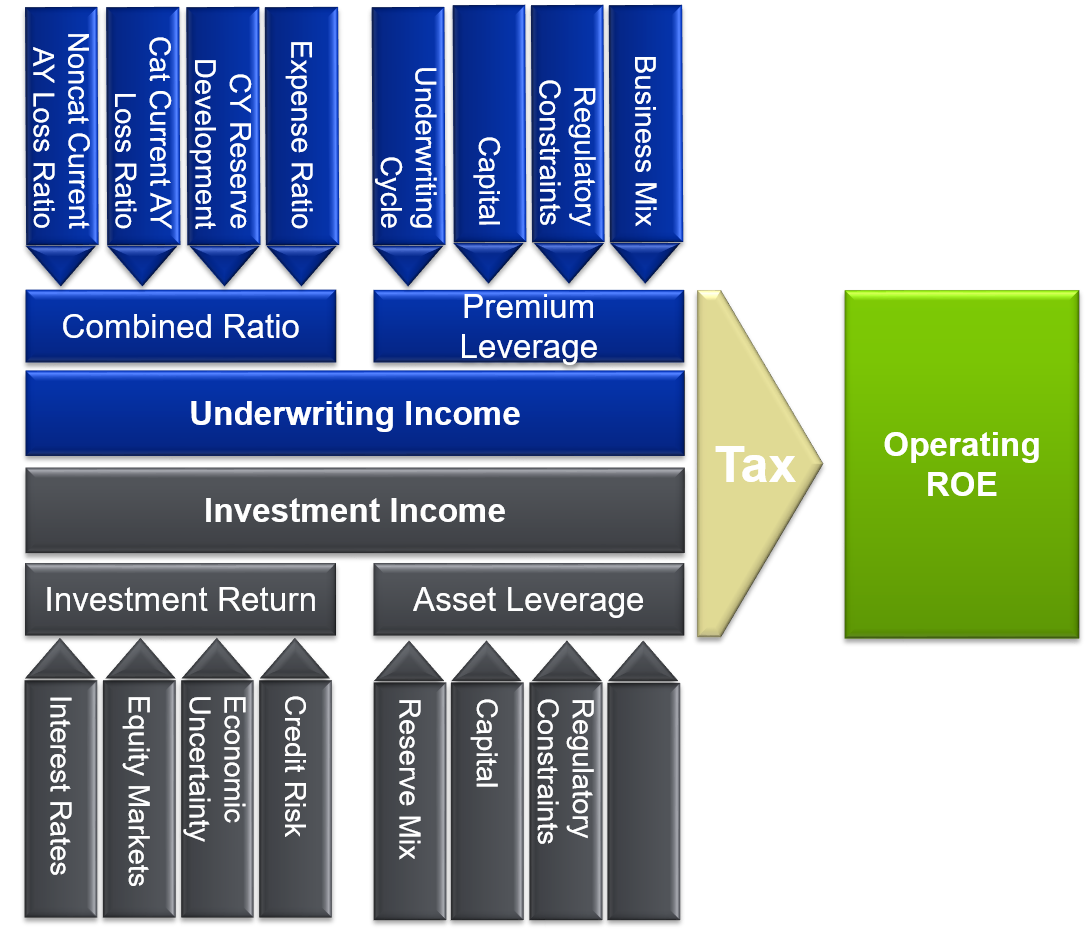 Noncat Current
AY Loss Ratio
Cat Current AY
Loss Ratio
CY Reserve
Development
Expense Ratio
Underwriting
Cycle
Capital
Regulatory
Constraints
Business Mix
Combined Ratio
Premium
Leverage
Underwriting Income
Investment Income
Investment Return
Asset Leverage
Tax
Operating
ROE
Interest Rates
Equity Markets
Economic
Uncertainty
Credit Risk
Reserve Mix
Capital
Regulatory
Constraints